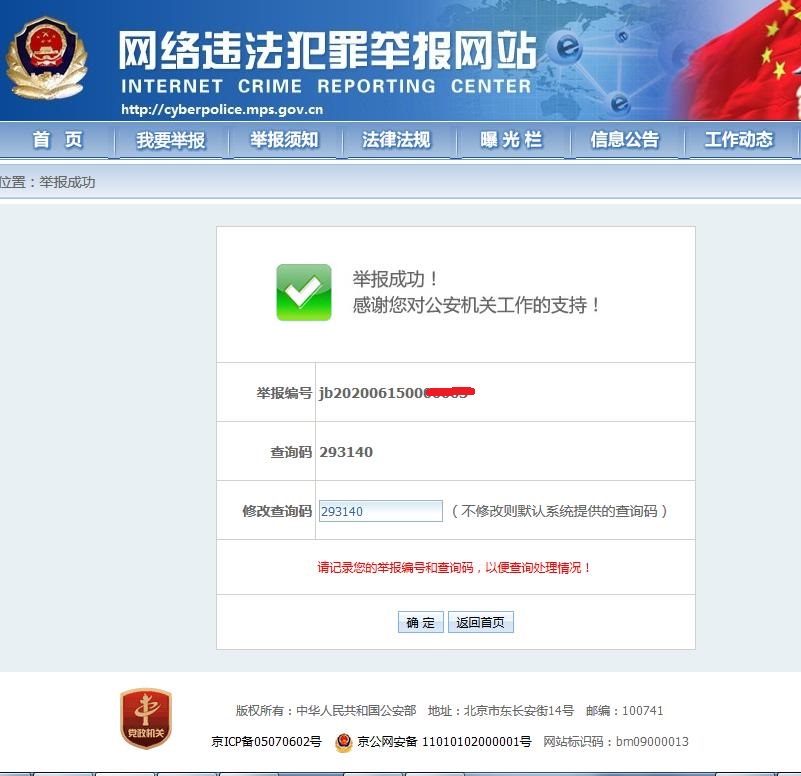 网络违法犯罪举报网站
INTERNET CRIME REPORTING CENTER
http://cyberpolice.mps.gov.cn
首 页 我要举报 举报须知 法律法规 曝光栏 信息公告 工作动态
位置：举报成功
举报成功！
感谢您对公安机关工作的支持！
举报编号 jb202006150
查询码 293140
修改查询码 293140 （不修改则默认系统提供的查询码）
请记录您的举报编号和查询码，以便查询处理情况！
确 定 返回首页
版权所有：中华人民共和国公安部 地址：北京市东长安街14号 邮编：100741
党政机关
京ICP备05070602号 京公网安备 11010102000001号 网站标识码：bm09000013